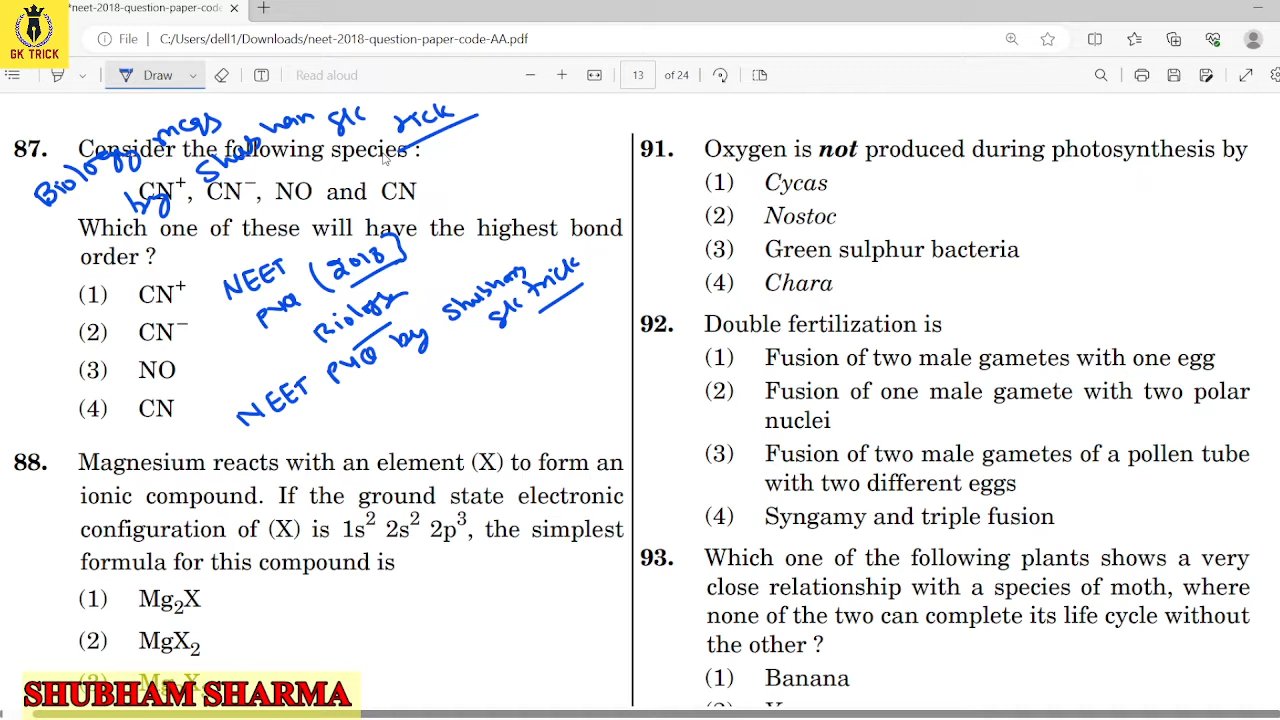 GK TRICK
neet-2018-question-paper-code-
File C:/Users/dell1/Downloads/neet-2018-question-paper-code-AA.pdf
Draw Read aloud 13 of 24
Biology mcqs
by Shubham gk
trick
87. Consider the following species :
CN⁺, CN⁻, NO and CN
Which one of these will have the highest bond
order ?
(1) CN⁺
(2) CN⁻
(3) NO
(4) CN
NEET
PYQ (2018)
Biology
NEET PYQ by Shubham
gk trick
88. Magnesium reacts with an element (X) to form an
ionic compound. If the ground state electronic
configuration of (X) is 1s² 2s² 2p³, the simplest
formula for this compound is
(1) Mg₂X
(2) MgX₂
SHUBHAM SHARMA
91. Oxygen is not produced during photosynthesis by
(1) Cycas
(2) Nostoc
(3) Green sulphur bacteria
(4) Chara
92. Double fertilization is
(1) Fusion of two male gametes with one egg
(2) Fusion of one male gamete with two polar
nuclei
(3) Fusion of two male gametes of a pollen tube
with two different eggs
(4) Syngamy and triple fusion
93. Which one of the following plants shows a very
close relationship with a species of moth, where
none of the two can complete its life cycle without
the other ?
(1) Banana